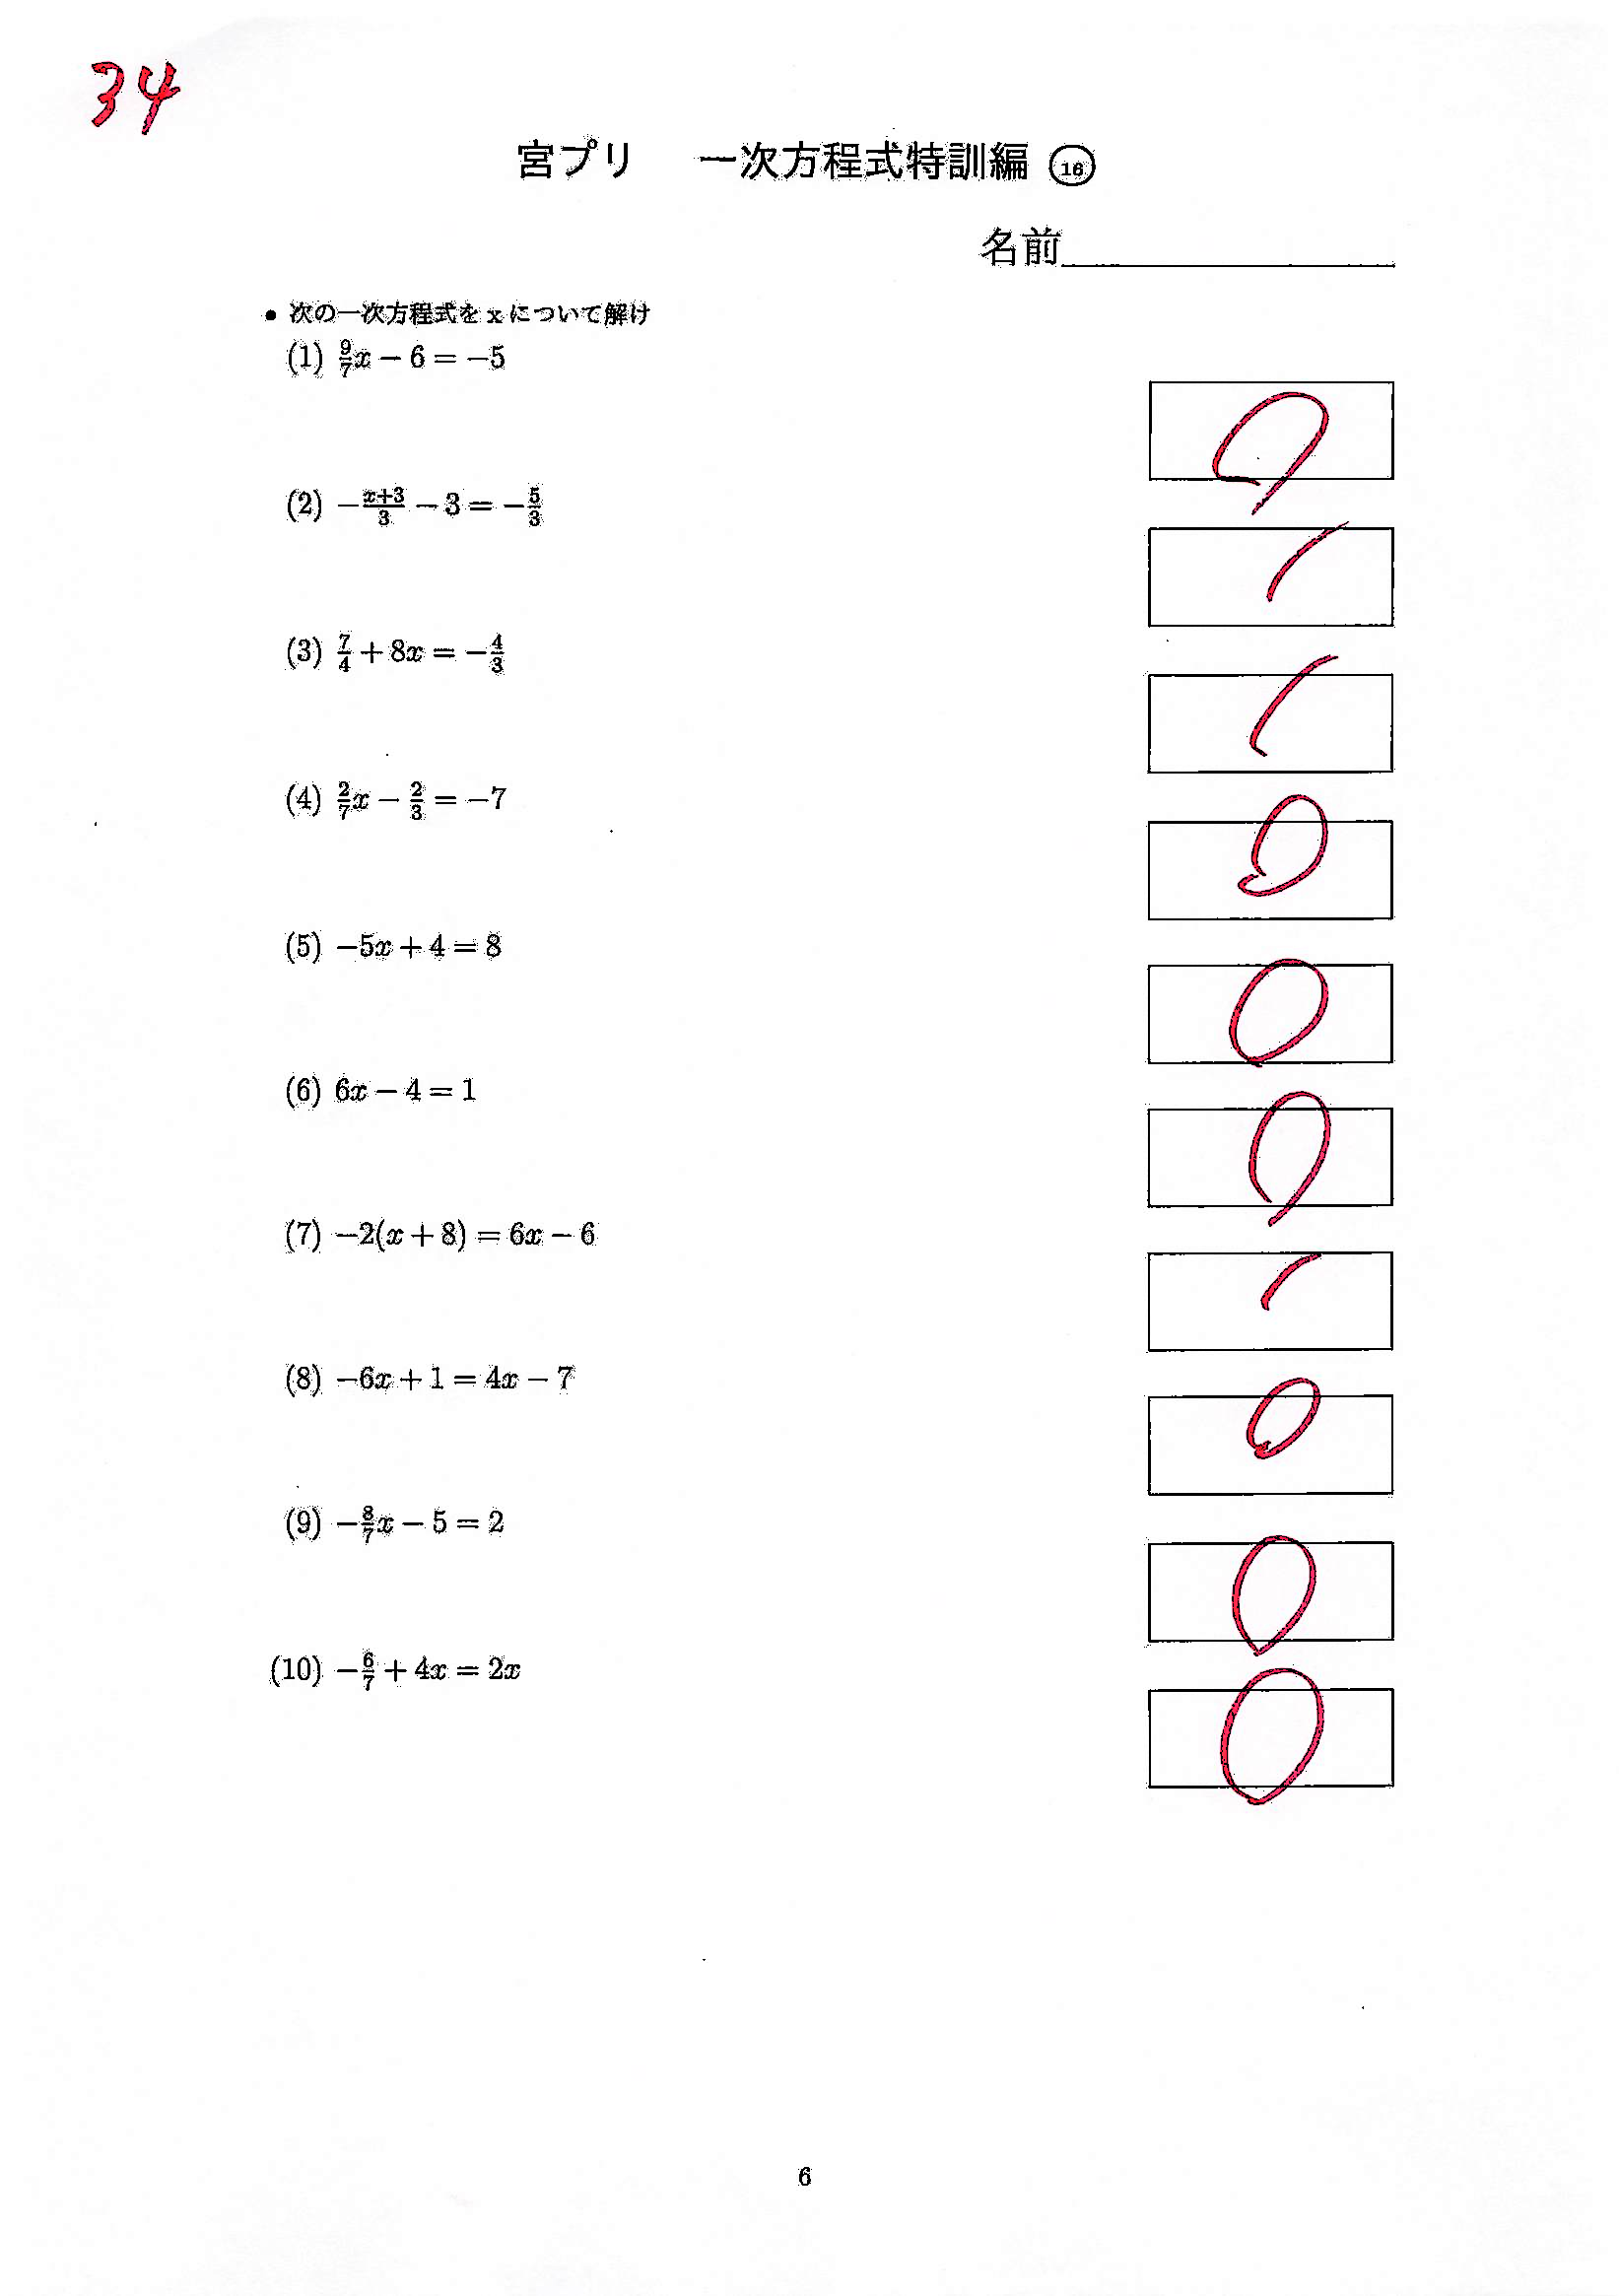 34
宮プリ 一次方程式特訓編 ⑯
名前
• 次の一次方程式を x について解け
(1) \frac{9}{7}x − 6 = −5
(2) −\frac{x+3}{3} − 3 = −\frac{5}{3}
(3) \frac{7}{4} + 8x = −\frac{4}{3}
(4) \frac{2}{7}x − \frac{2}{3} = −7
(5) −5x + 4 = 8
(6) 6x − 4 = 1
(7) −2(x + 8) = 6x − 6
(8) −6x + 1 = 4x − 7
(9) −\frac{8}{7}x − 5 = 2
(10) −\frac{6}{7} + 4x = 2x
6